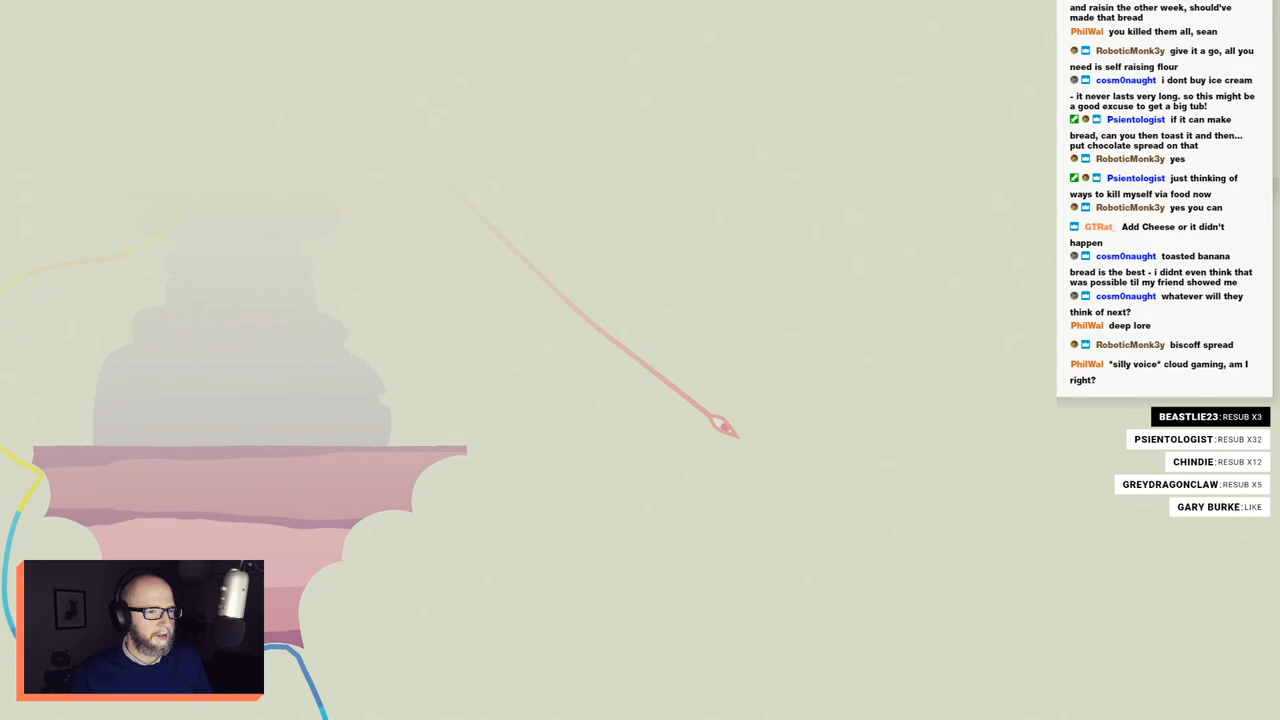 and raisin the other week, should've
made that bread
PhilWal you killed them all, sean
RoboticMonk3y give it a go, all you
need is self raising flour
cosm0naught i dont buy ice cream
- it never lasts very long. so this might be
a good excuse to get a big tub!
Psientologist if it can make
bread, can you then toast it and then...
put chocolate spread on that
RoboticMonk3y yes
Psientologist just thinking of
ways to kill myself via food now
RoboticMonk3y yes you can
GTRat_ Add Cheese or it didn't
happen
cosm0naught toasted banana
bread is the best - i didnt even think that
was possible til my friend showed me
cosm0naught whatever will they
think of next?
PhilWal deep lore
RoboticMonk3y biscoff spread
PhilWal *silly voice* cloud gaming, am I
right?
BEASTLIE23: RESUB X3
PSIENTOLOGIST: RESUB X32
CHINDIE: RESUB X12
GREYDRAGONCLAW: RESUB X5
GARY BURKE: LIKE